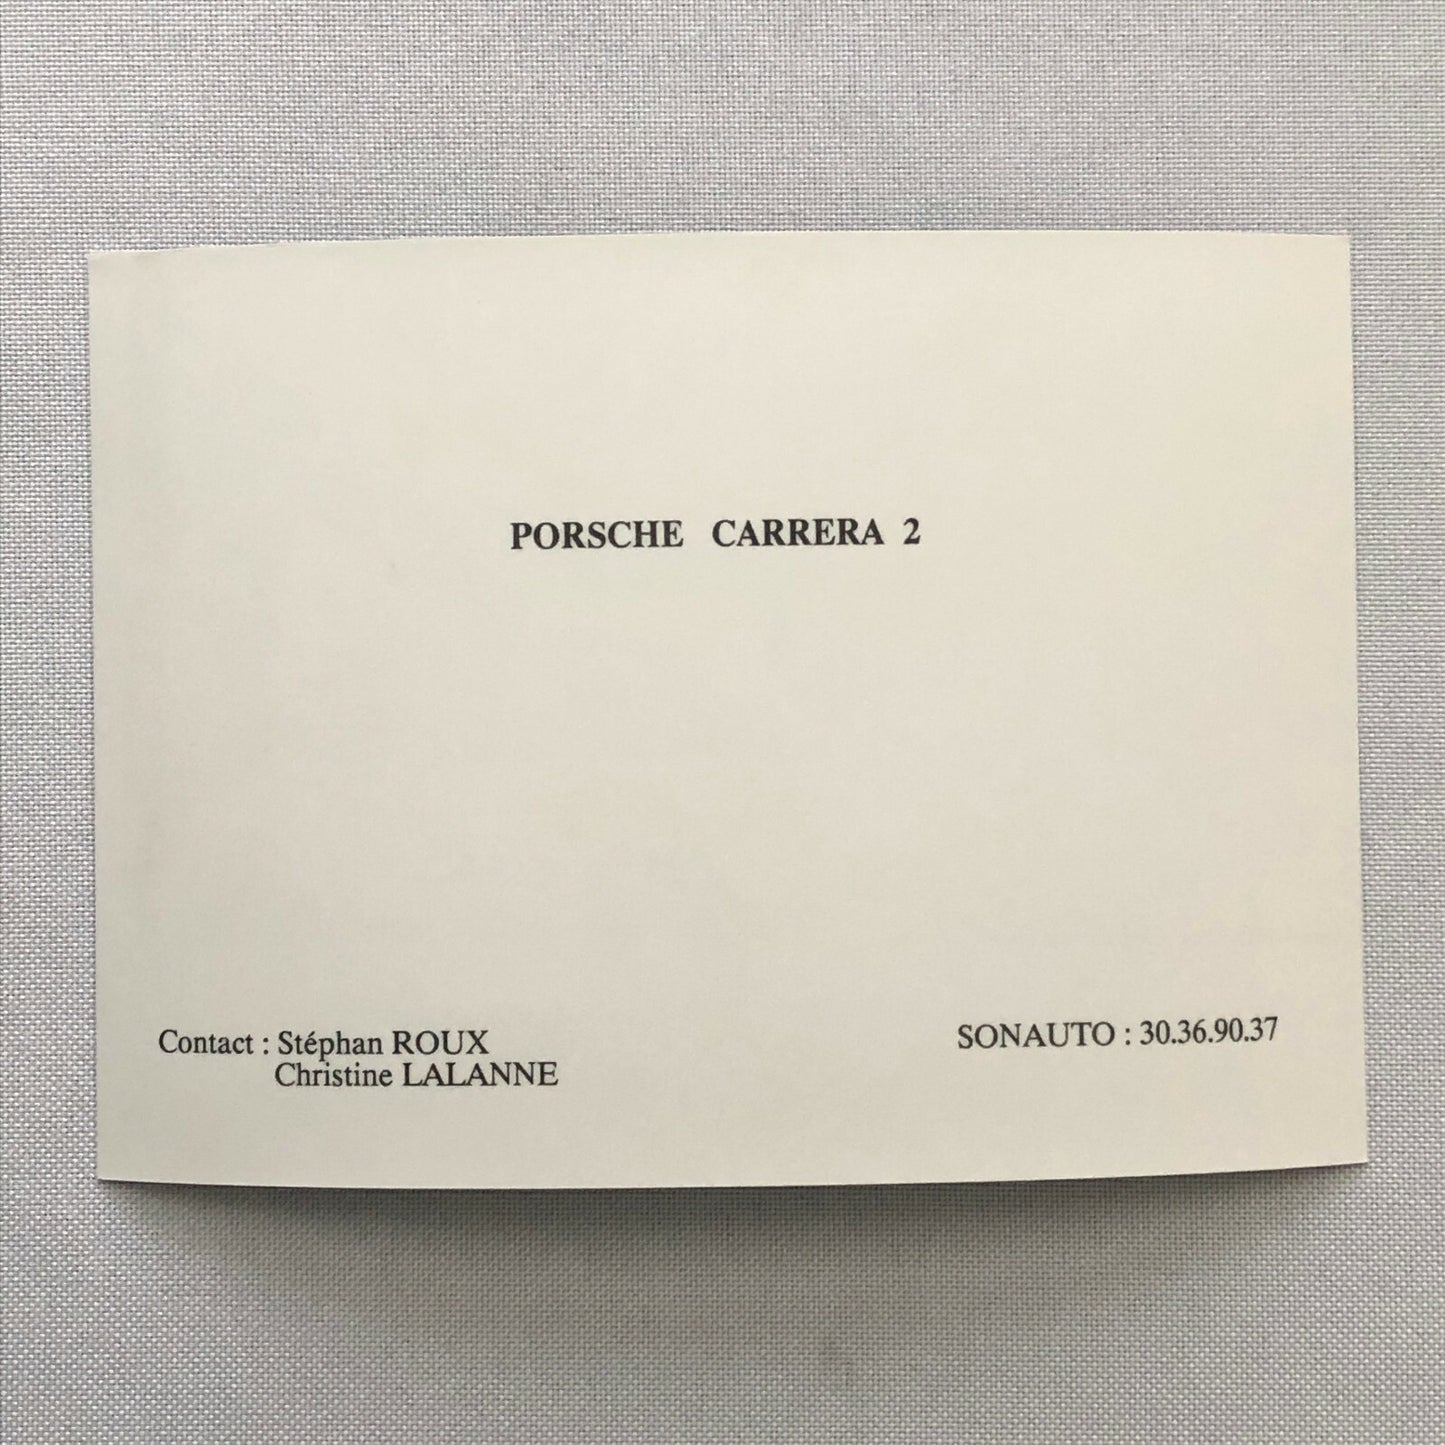 PORSCHE CARRERA 2
Contact : Stéphan ROUX
Christine LALANNE
SONAUTO : 30.36.90.37